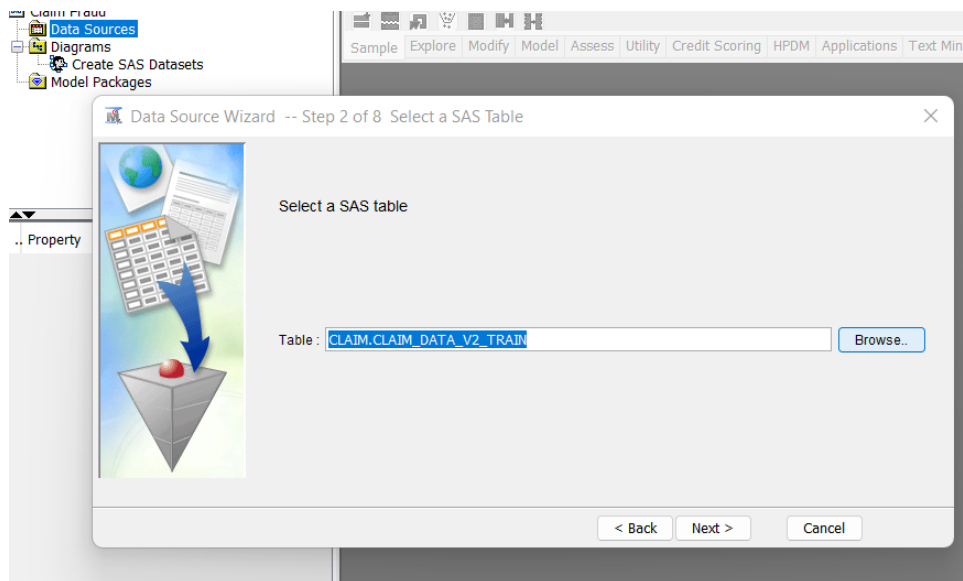 Claim Fraud
Data Sources
Diagrams
Create SAS Datasets
Model Packages
Sample Explore Modify Model Assess Utility Credit Scoring HPDM Applications Text Min
Data Source Wizard -- Step 2 of 8 Select a SAS Table
Select a SAS table
.. Property
Table : CLAIM.CLAIM_DATA_V2_TRAIN Browse..
< Back Next > Cancel